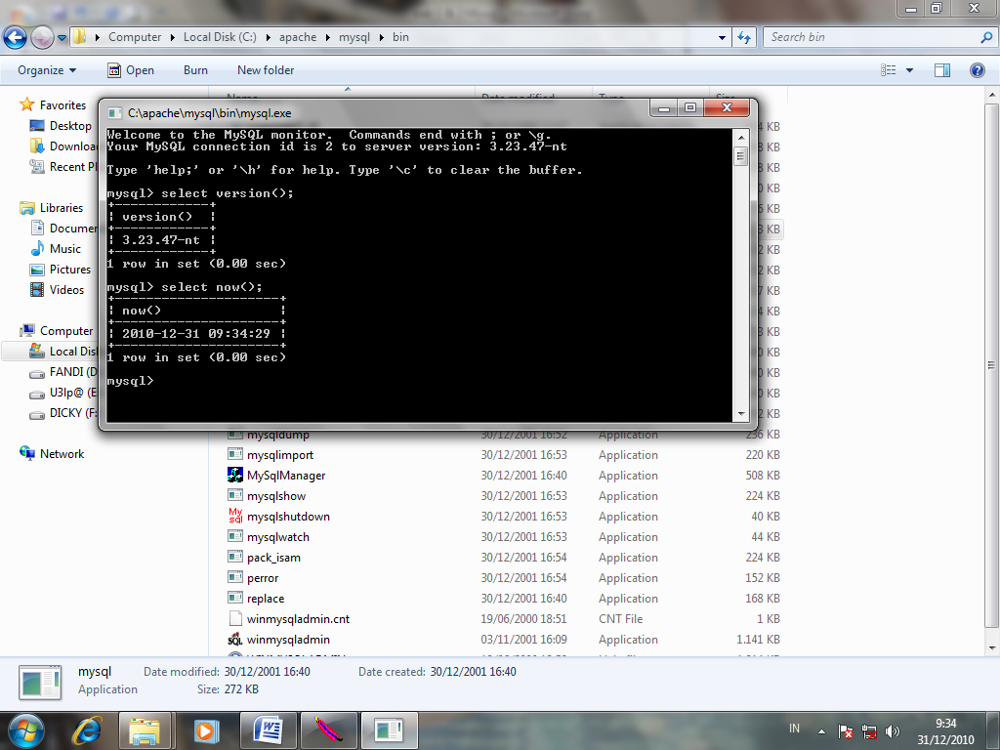 Computer Local Disk (C:) apache mysql bin
Search bin
Organize Open Burn New folder
Favorites
Desktop
Recent Pl
Libraries
Music
Pictures
Videos
Computer
Local Disk
FANDI (D
U3Ip@ (E
DICKY (F:
Network
C:\apache\mysql\bin\mysql.exe
Welcome to the MySQL monitor.  Commands end with ; or \g.
Your MySQL connection id is 2 to server version: 3.23.47-nt
Type 'help;' or '\h' for help. Type '\c' to clear the buffer.
mysql> select version();
+------------+
| version()  |
+------------+
| 3.23.47-nt |
+------------+
1 row in set (0.00 sec)
mysql> select now();
+---------------------+
| now()               |
+---------------------+
| 2010-12-31 09:34:29 |
+---------------------+
1 row in set (0.00 sec)
mysql>
mysqldump 30/12/2001 16:52 Application 236 KB
mysqlimport 30/12/2001 16:53 Application 220 KB
MySqlManager 30/12/2001 16:40 Application 508 KB
mysqlshow 30/12/2001 16:53 Application 224 KB
mysqlshutdown 30/12/2001 16:53 Application 40 KB
mysqlwatch 30/12/2001 16:53 Application 44 KB
pack_isam 30/12/2001 16:54 Application 224 KB
perror 30/12/2001 16:54 Application 152 KB
replace 30/12/2001 16:40 Application 168 KB
winmysqladmin.cnt 19/06/2000 18:51 CNT File 1 KB
winmysqladmin 03/11/2001 16:09 Application 1.141 KB
mysql Date modified: 30/12/2001 16:40 Date created: 30/12/2001 16:40
Application Size: 272 KB
IN 9:34
31/12/2010